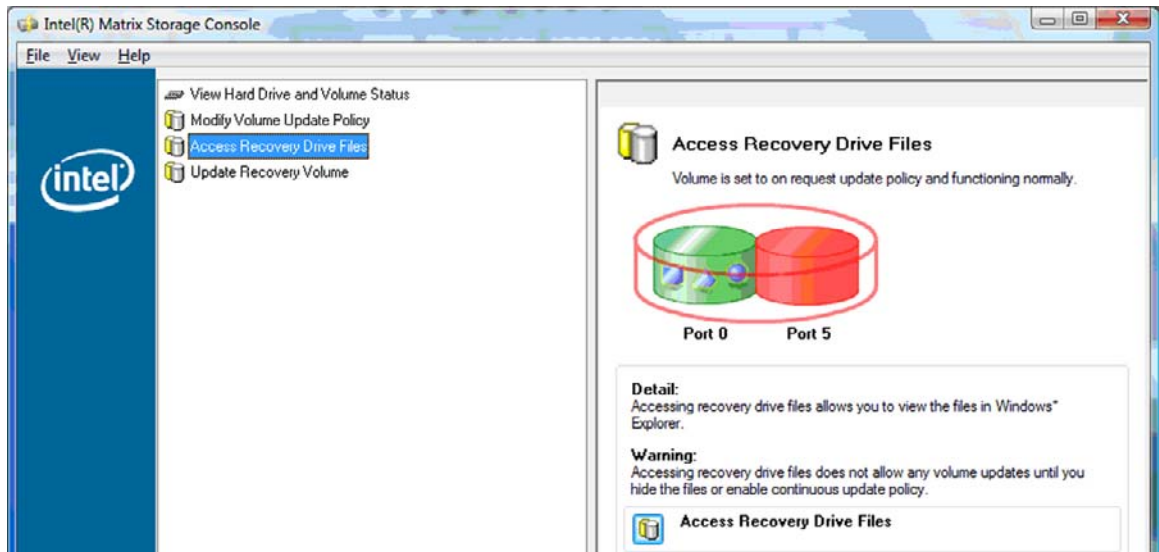 Intel(R) Matrix Storage Console
File View Help
intel
View Hard Drive and Volume Status
Modify Volume Update Policy
Access Recovery Drive Files
Update Recovery Volume
Access Recovery Drive Files
Volume is set to on request update policy and functioning normally.
Port 0 Port 5
Detail:
Accessing recovery drive files allows you to view the files in Windows*
Explorer.
Warning:
Accessing recovery drive files does not allow any volume updates until you
hide the files or enable continuous update policy.
Access Recovery Drive Files